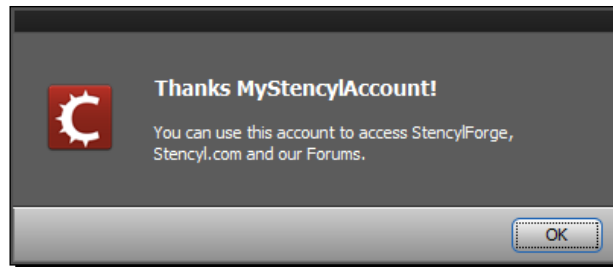 Thanks MyStencylAccount!
You can use this account to access StencylForge,
Stencyl.com and our Forums.
OK